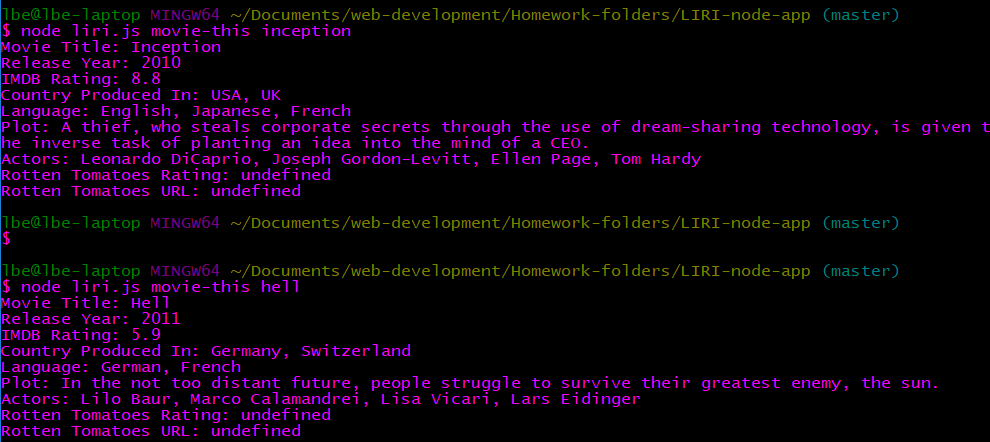 lbe@lbe-laptop MINGW64 ~/Documents/web-development/Homework-folders/LIRI-node-app (master)
$ node liri.js movie-this inception
Movie Title: Inception
Release Year: 2010
IMDB Rating: 8.8
Country Produced In: USA, UK
Language: English, Japanese, French
Plot: A thief, who steals corporate secrets through the use of dream-sharing technology, is given t
he inverse task of planting an idea into the mind of a CEO.
Actors: Leonardo DiCaprio, Joseph Gordon-Levitt, Ellen Page, Tom Hardy
Rotten Tomatoes Rating: undefined
Rotten Tomatoes URL: undefined
lbe@lbe-laptop MINGW64 ~/Documents/web-development/Homework-folders/LIRI-node-app (master)
$
lbe@lbe-laptop MINGW64 ~/Documents/web-development/Homework-folders/LIRI-node-app (master)
$ node liri.js movie-this hell
Movie Title: Hell
Release Year: 2011
IMDB Rating: 5.9
Country Produced In: Germany, Switzerland
Language: German, French
Plot: In the not too distant future, people struggle to survive their greatest enemy, the sun.
Actors: Lilo Baur, Marco Calamandrei, Lisa Vicari, Lars Eidinger
Rotten Tomatoes Rating: undefined
Rotten Tomatoes URL: undefined